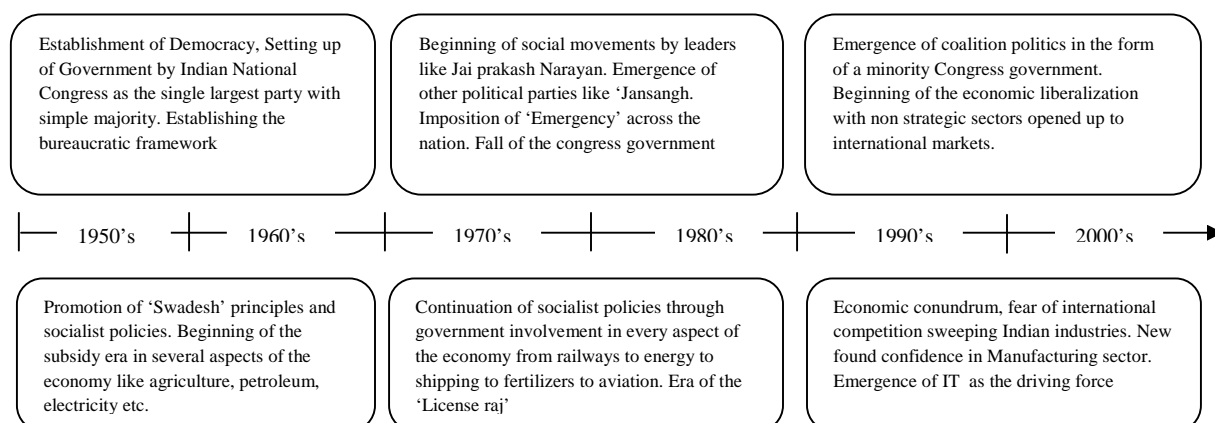 Establishment of Democracy, Setting up
of Government by Indian National
Congress as the single largest party with
simple majority. Establishing the
bureaucratic framework
Beginning of social movements by leaders
like Jai prakash Narayan. Emergence of
other political parties like ‘Jansangh.
Imposition of ‘Emergency’ across the
nation. Fall of the congress government
Emergence of coalition politics in the form
of a minority Congress government.
Beginning of the economic liberalization
with non strategic sectors opened up to
international markets.
1950’s
1960’s
1970’s
1980’s
1990’s
2000’s
Promotion of ‘Swadesh’ principles and
socialist policies. Beginning of the
subsidy era in several aspects of the
economy like agriculture, petroleum,
electricity etc.
Continuation of socialist policies through
government involvement in every aspect of
the economy from railways to energy to
shipping to fertilizers to aviation. Era of the
‘License raj’
Economic conundrum, fear of international
competition sweeping Indian industries. New
found confidence in Manufacturing sector.
Emergence of IT as the driving force